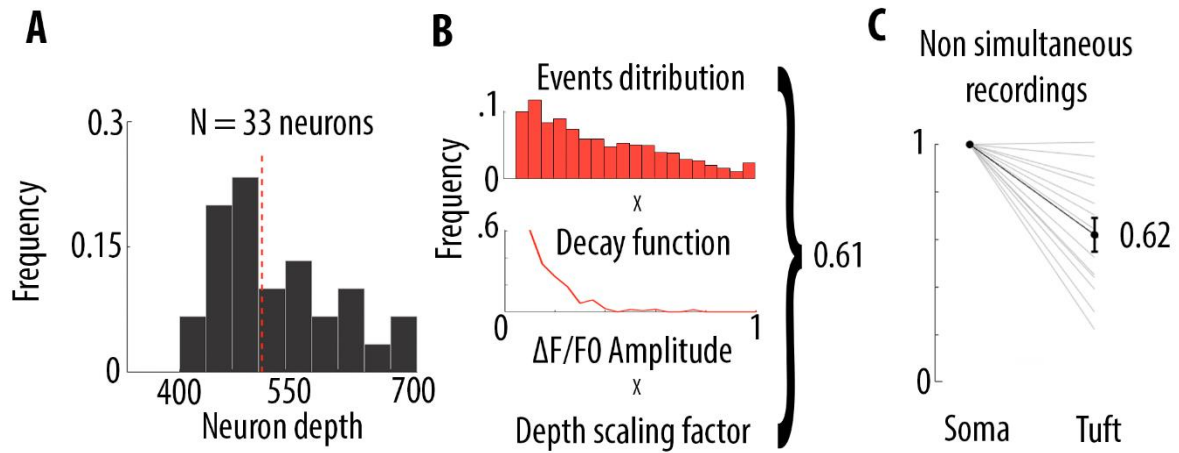 A
N = 33 neurons
Frequency
0.3
0.15
0
400
550
700
Neuron depth
B
Events ditribution
Frequency
.1
0
x
.6
Decay function
0
1
ΔF/F0 Amplitude
x
Depth scaling factor
0.61
C
Non simultaneous
recordings
1
0
0.62
Soma
Tuft